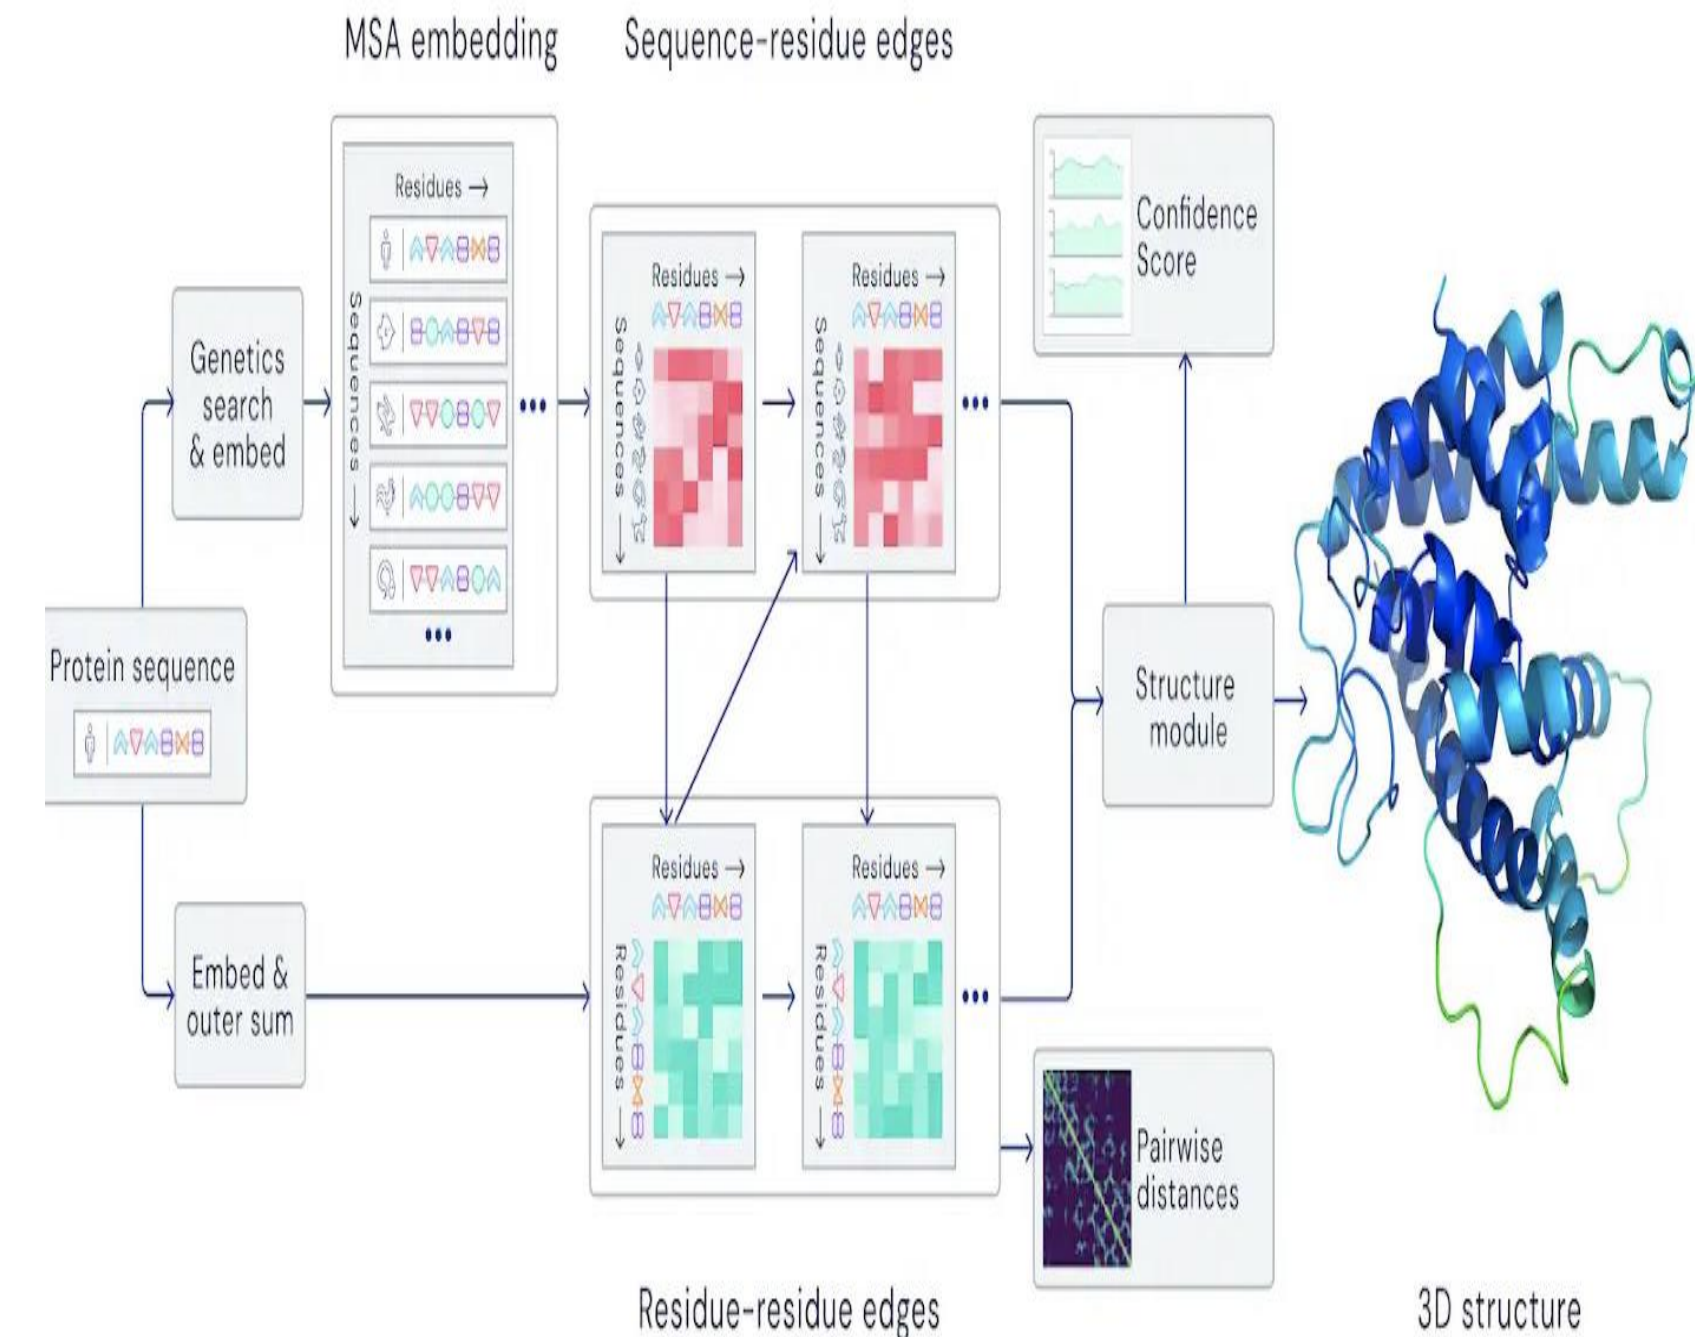 MSA embedding
Sequence-residue edges
Residues →
Sequences →
Genetics
search
& embed
Residues →
Sequences →
Residues →
Sequences →
Confidence
Score
Protein sequence
Structure
module
Embed &
outer sum
Residues →
Residues →
Residues →
Residues →
Pairwise
distances
Residue-residue edges
3D structure